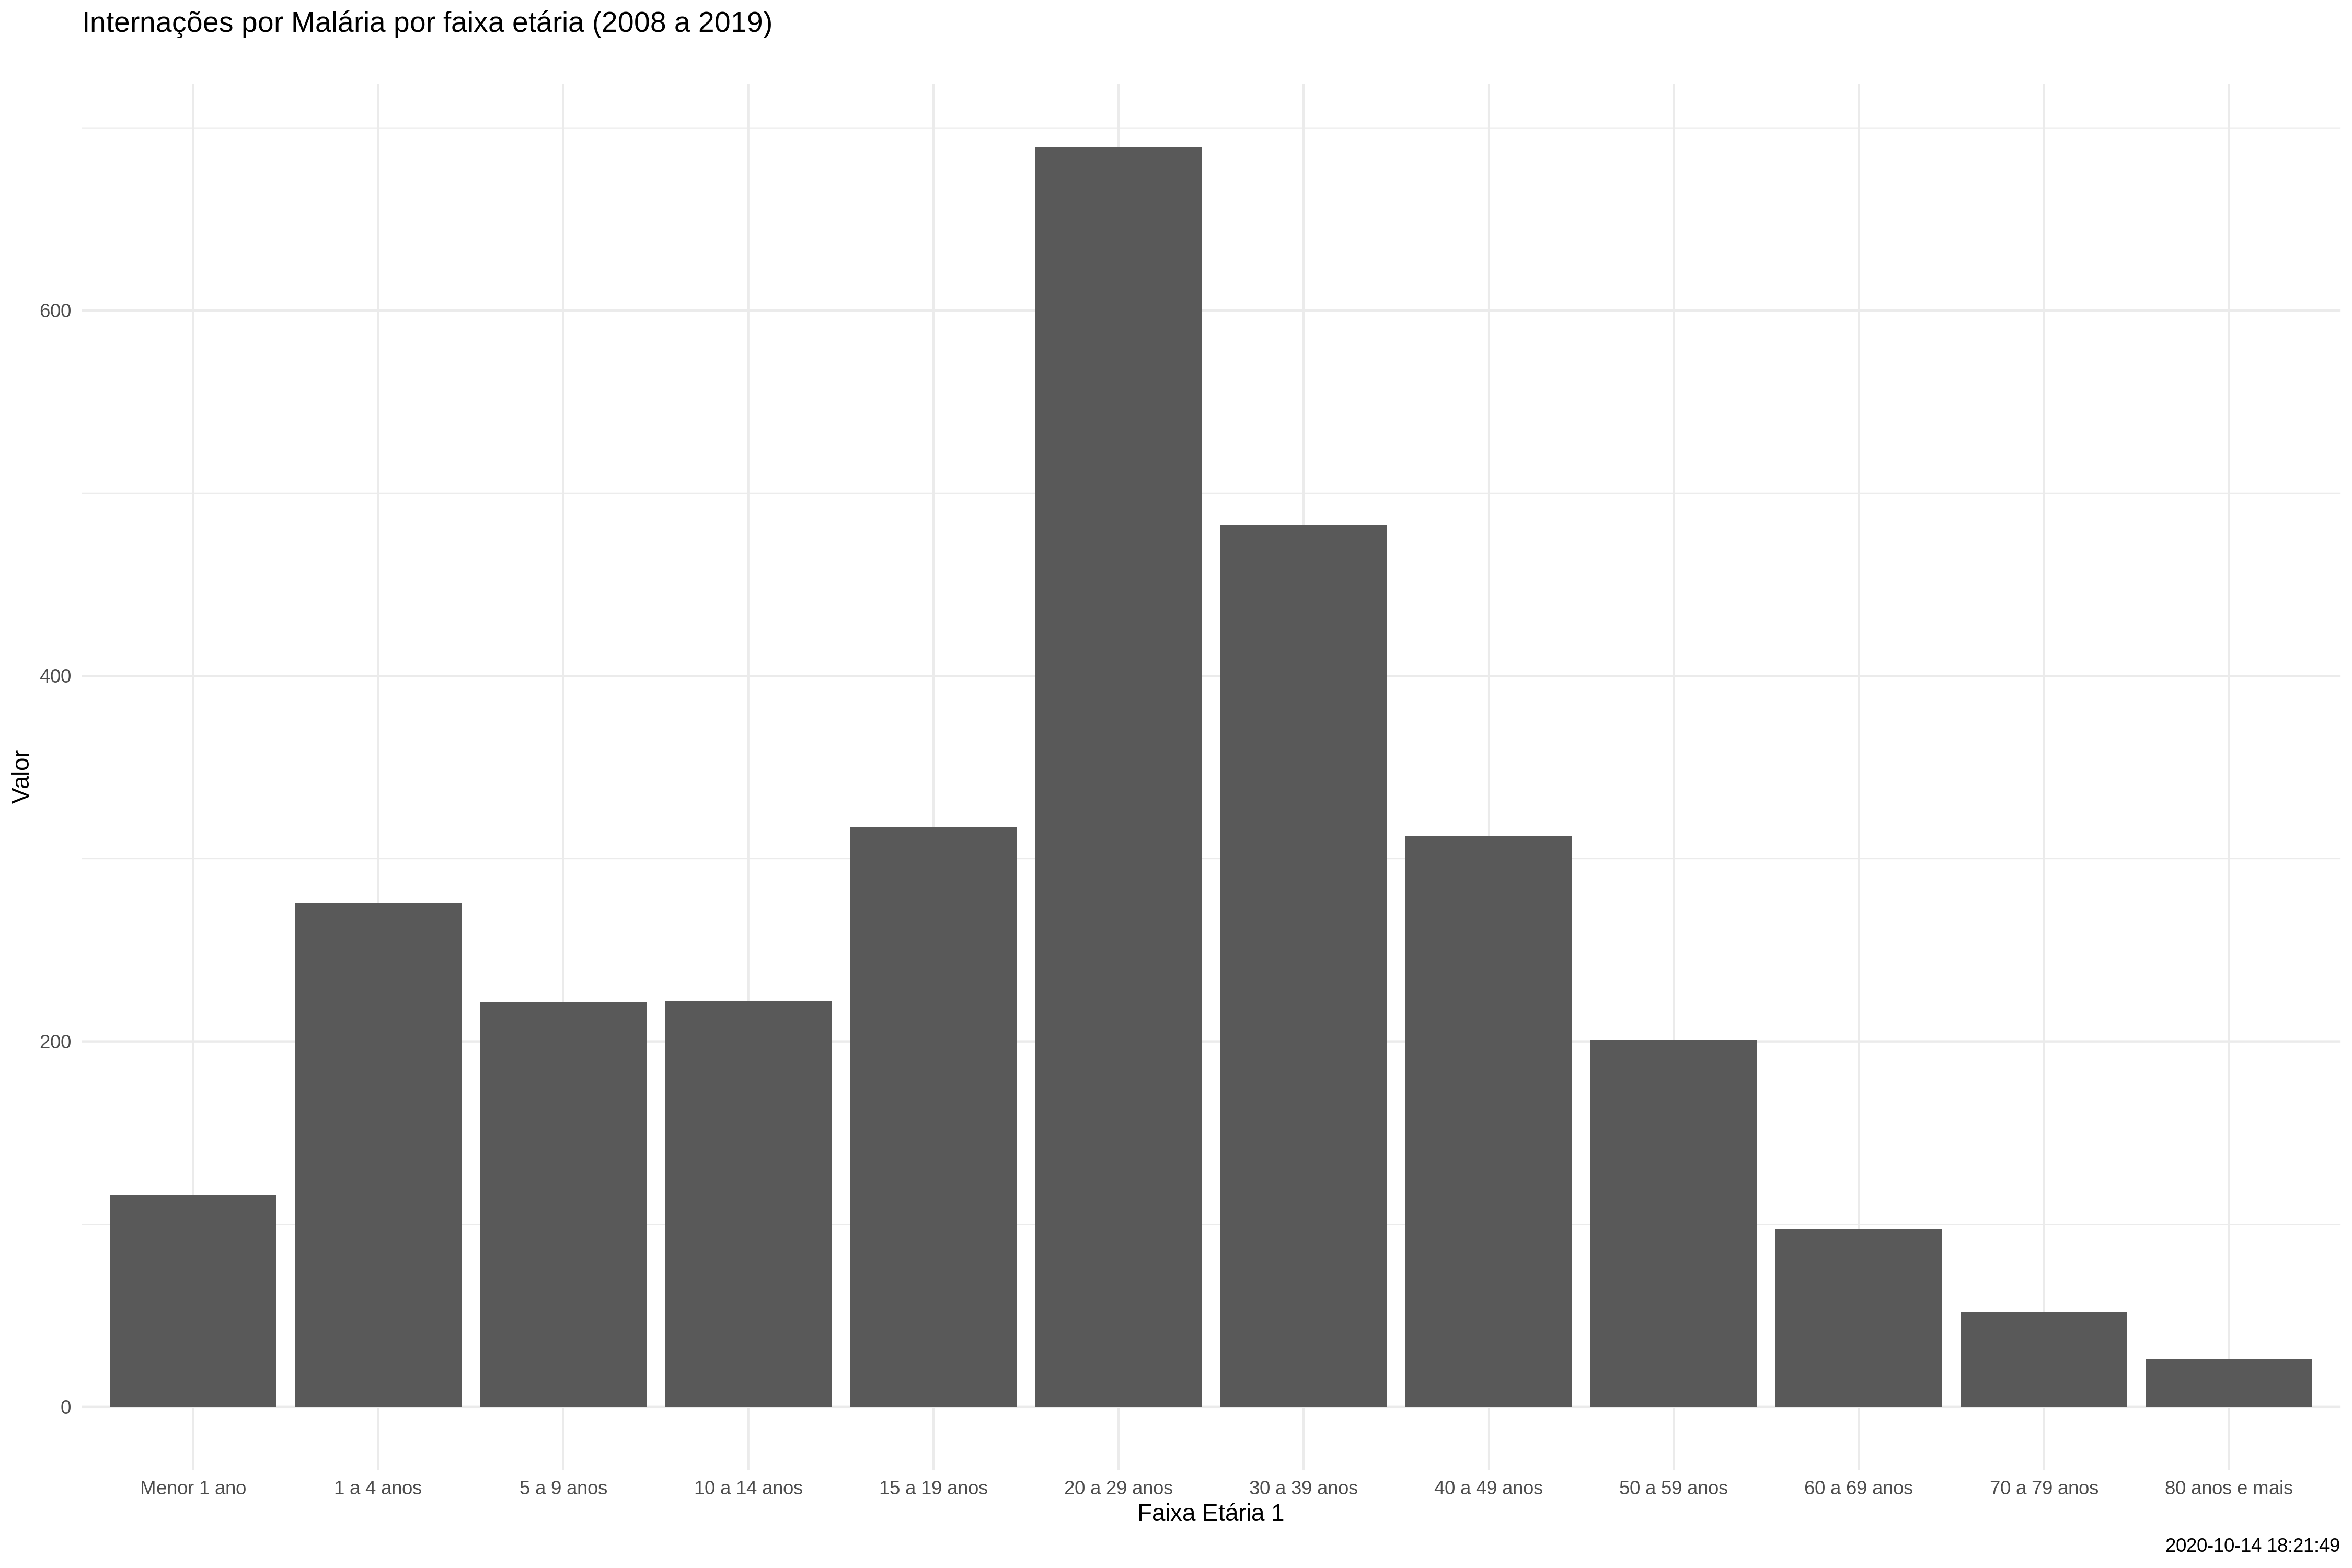 Internações por Malária por faixa etária (2008 a 2019)
600
400
200
0
Valor
Menor 1 ano
1 a 4 anos
5 a 9 anos
10 a 14 anos
15 a 19 anos
20 a 29 anos
30 a 39 anos
40 a 49 anos
50 a 59 anos
60 a 69 anos
70 a 79 anos
80 anos e mais
Faixa Etária 1
2020-10-14 18:21:49